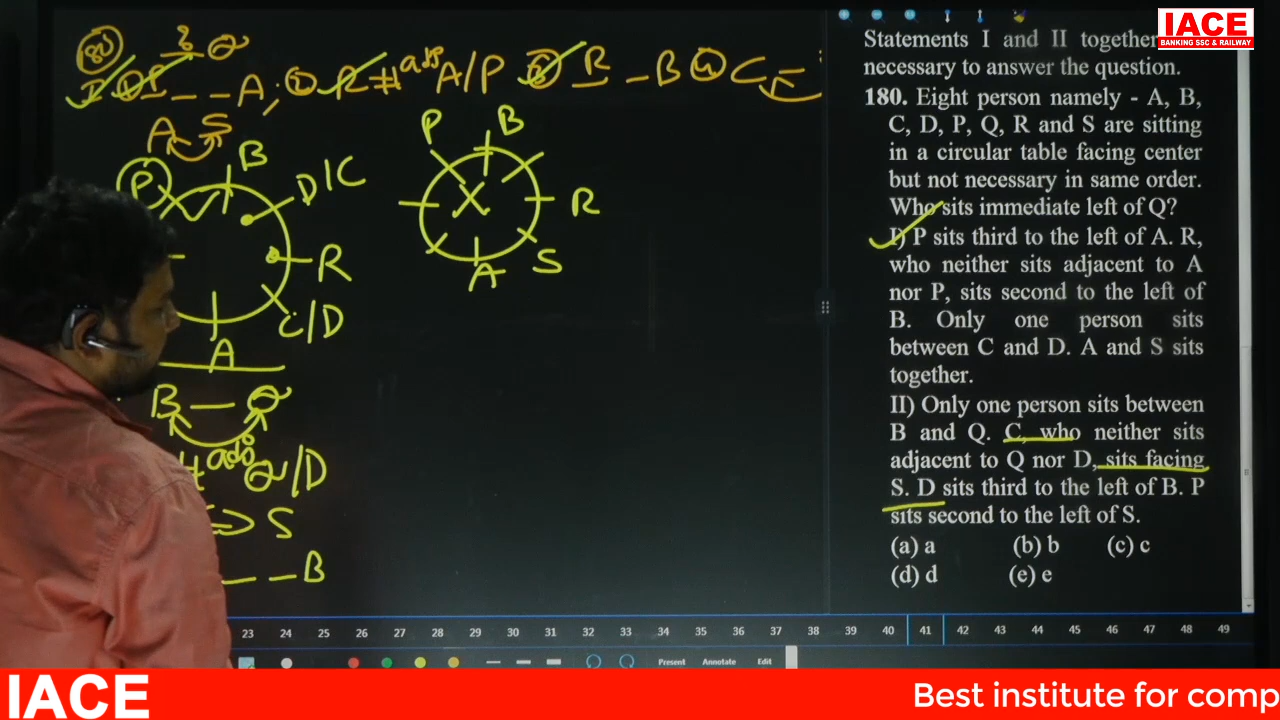 IACE
BANKING SSC & RAILWAY
Statements I and II together
necessary to answer the question.
180. Eight person namely - A, B,
C, D, P, Q, R and S are sitting
in a circular table facing center
but not necessary in same order.
Who sits immediate left of Q?
I) P sits third to the left of A. R,
who neither sits adjacent to A
nor P, sits second to the left of
B. Only one person sits
between C and D. A and S sits
together.
II) Only one person sits between
B and Q. C, who neither sits
adjacent to Q nor D, sits facing
S. D sits third to the left of B. P
sits second to the left of S.
(a) a (b) b (c) c
(d) d (e) e
180
A S
P B D/C R C/D A
P B R S A
B — Q
Q/D
S
B
23 24 25 26 27 28 29 30 31 32 33 34 35 36 37 38 39 40 41 42 43 44 45 46 47 48 49
Present Annotate Edit
IACE
Best institute for comp